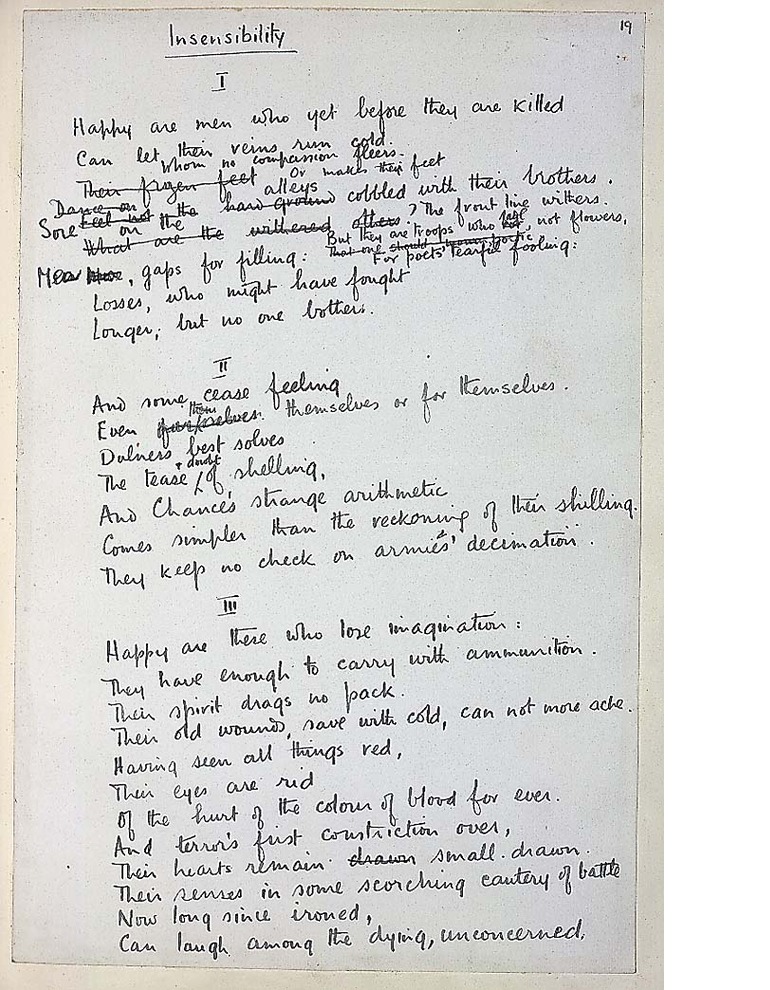 19
Insensibility
I
Happy are men who yet before they are killed
Can let their veins run cold.
Whom no compassion fleers.
Or makes their feet
Their frozen feet alleys
Dance on the hard ground cobbled with their brothers.
Sore Feel not on the the
What are the withered others? The front line withers.
But they are troops who fade, not flowers,
That one should
For poets' tearful fooling:
Men, gaps for filling:
Losses, who might have fought
Longer; but no one bothers.
II
And some cease feeling
Even themselves or for themselves.
Dulness best solves
The tease & doubt of shelling,
And Chance's strange arithmetic
Comes simpler than the reckoning of their shilling.
They keep no check on armies' decimation.
III
Happy are these who lose imagination:
They have enough to carry with ammunition.
Their spirit drags no pack.
Their old wounds, save with cold, can not more ache.
Having seen all things red,
Their eyes are rid
Of the hurt of the colour of blood for ever.
And terror's first constriction over,
Their hearts remain drawn small-drawn.
Their senses in some scorching cautery of battle
Now long since ironed,
Can laugh among the dying, unconcerned.